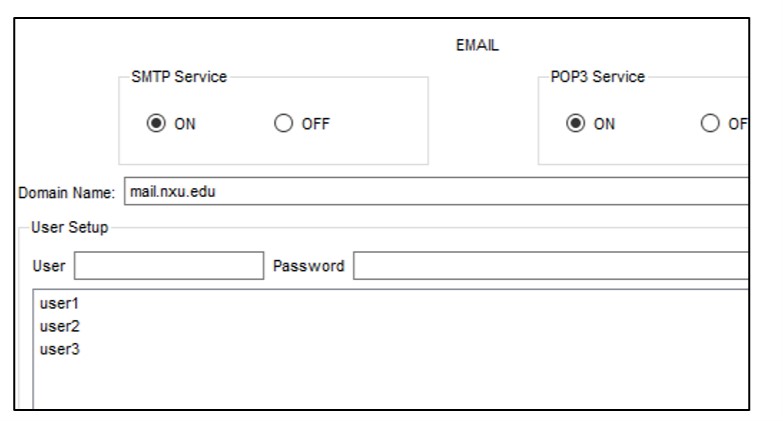 EMAIL
SMTP Service
POP3 Service
ON
OFF
ON
OF
Domain Name: mail.nxu.edu
User Setup
User
Password
user1
user2
user3